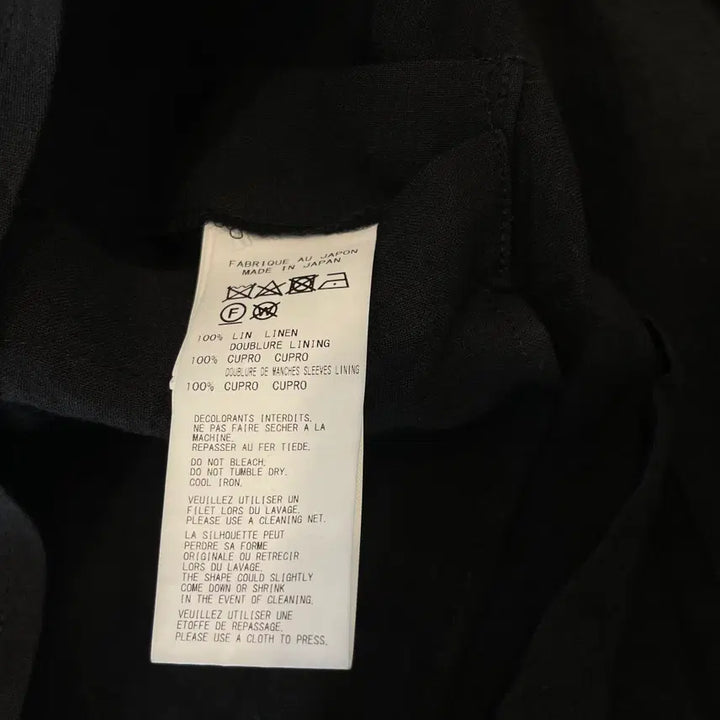 FABRIQUE AU JAPON
MADE IN JAPAN
F W
100% LIN LINEN
DOUBLURE LINING
100% CUPRO CUPRO
DOUBLURE DE MANCHES SLEEVES LINING
100% CUPRO CUPRO
DECOLORANTS INTERDITS.
NE PAS FAIRE SECHER A LA
MACHINE.
REPASSER AU FER TIEDE.
DO NOT BLEACH.
DO NOT TUMBLE DRY.
COOL IRON.
VEUILLEZ UTILISER UN
FILET LORS DU LAVAGE.
PLEASE USE A CLEANING NET.
LA SILHOUETTE PEUT
PERDRE SA FORME
ORIGINALE OU RETRECIR
LORS DU LAVAGE.
THE SHAPE COULD SLIGHTLY
COME DOWN OR SHRINK
IN THE EVENT OF CLEANING.
VEUILLEZ UTILISER UNE
ETOFFE DE REPASSAGE.
PLEASE USE A CLOTH TO PRESS.